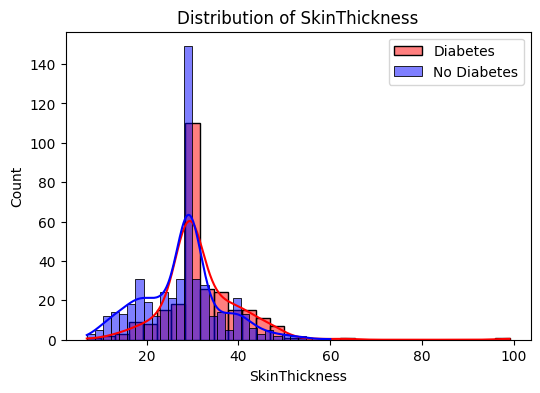 Distribution of SkinThickness
Diabetes
No Diabetes
Count
140
120
100
80
60
40
20
0
20 40 60 80 100
SkinThickness